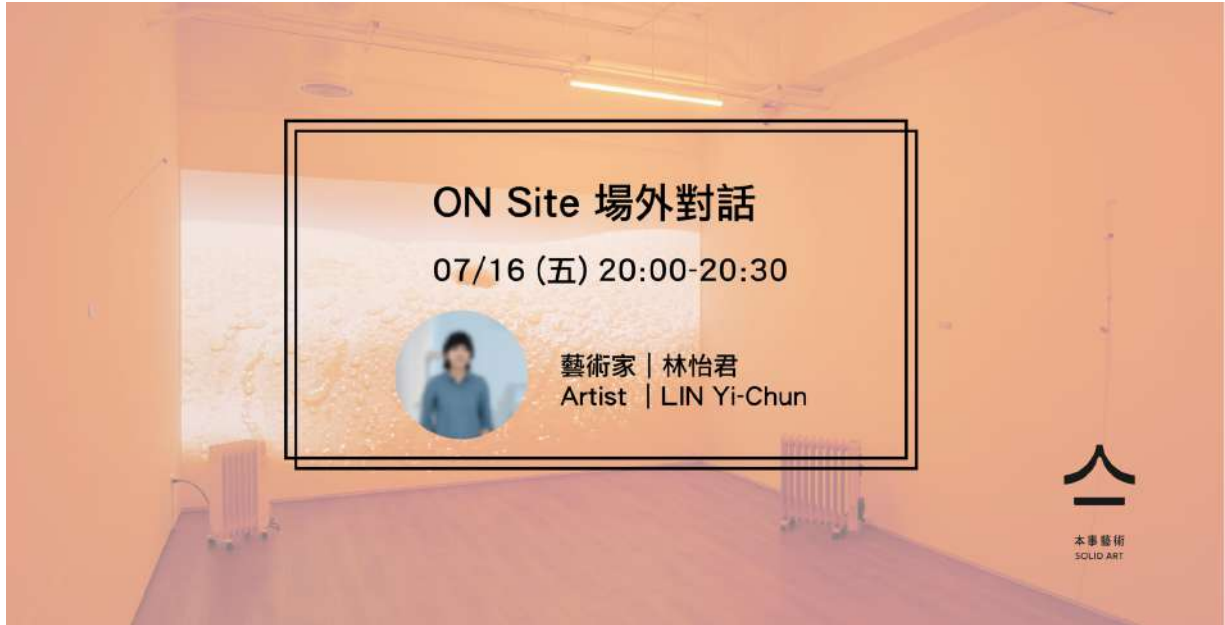 ON Site 場外對話
07/16 (五) 20:00-20:30
藝術家｜林怡君
Artist ｜LIN Yi-Chun
本事藝術
SOLID ART